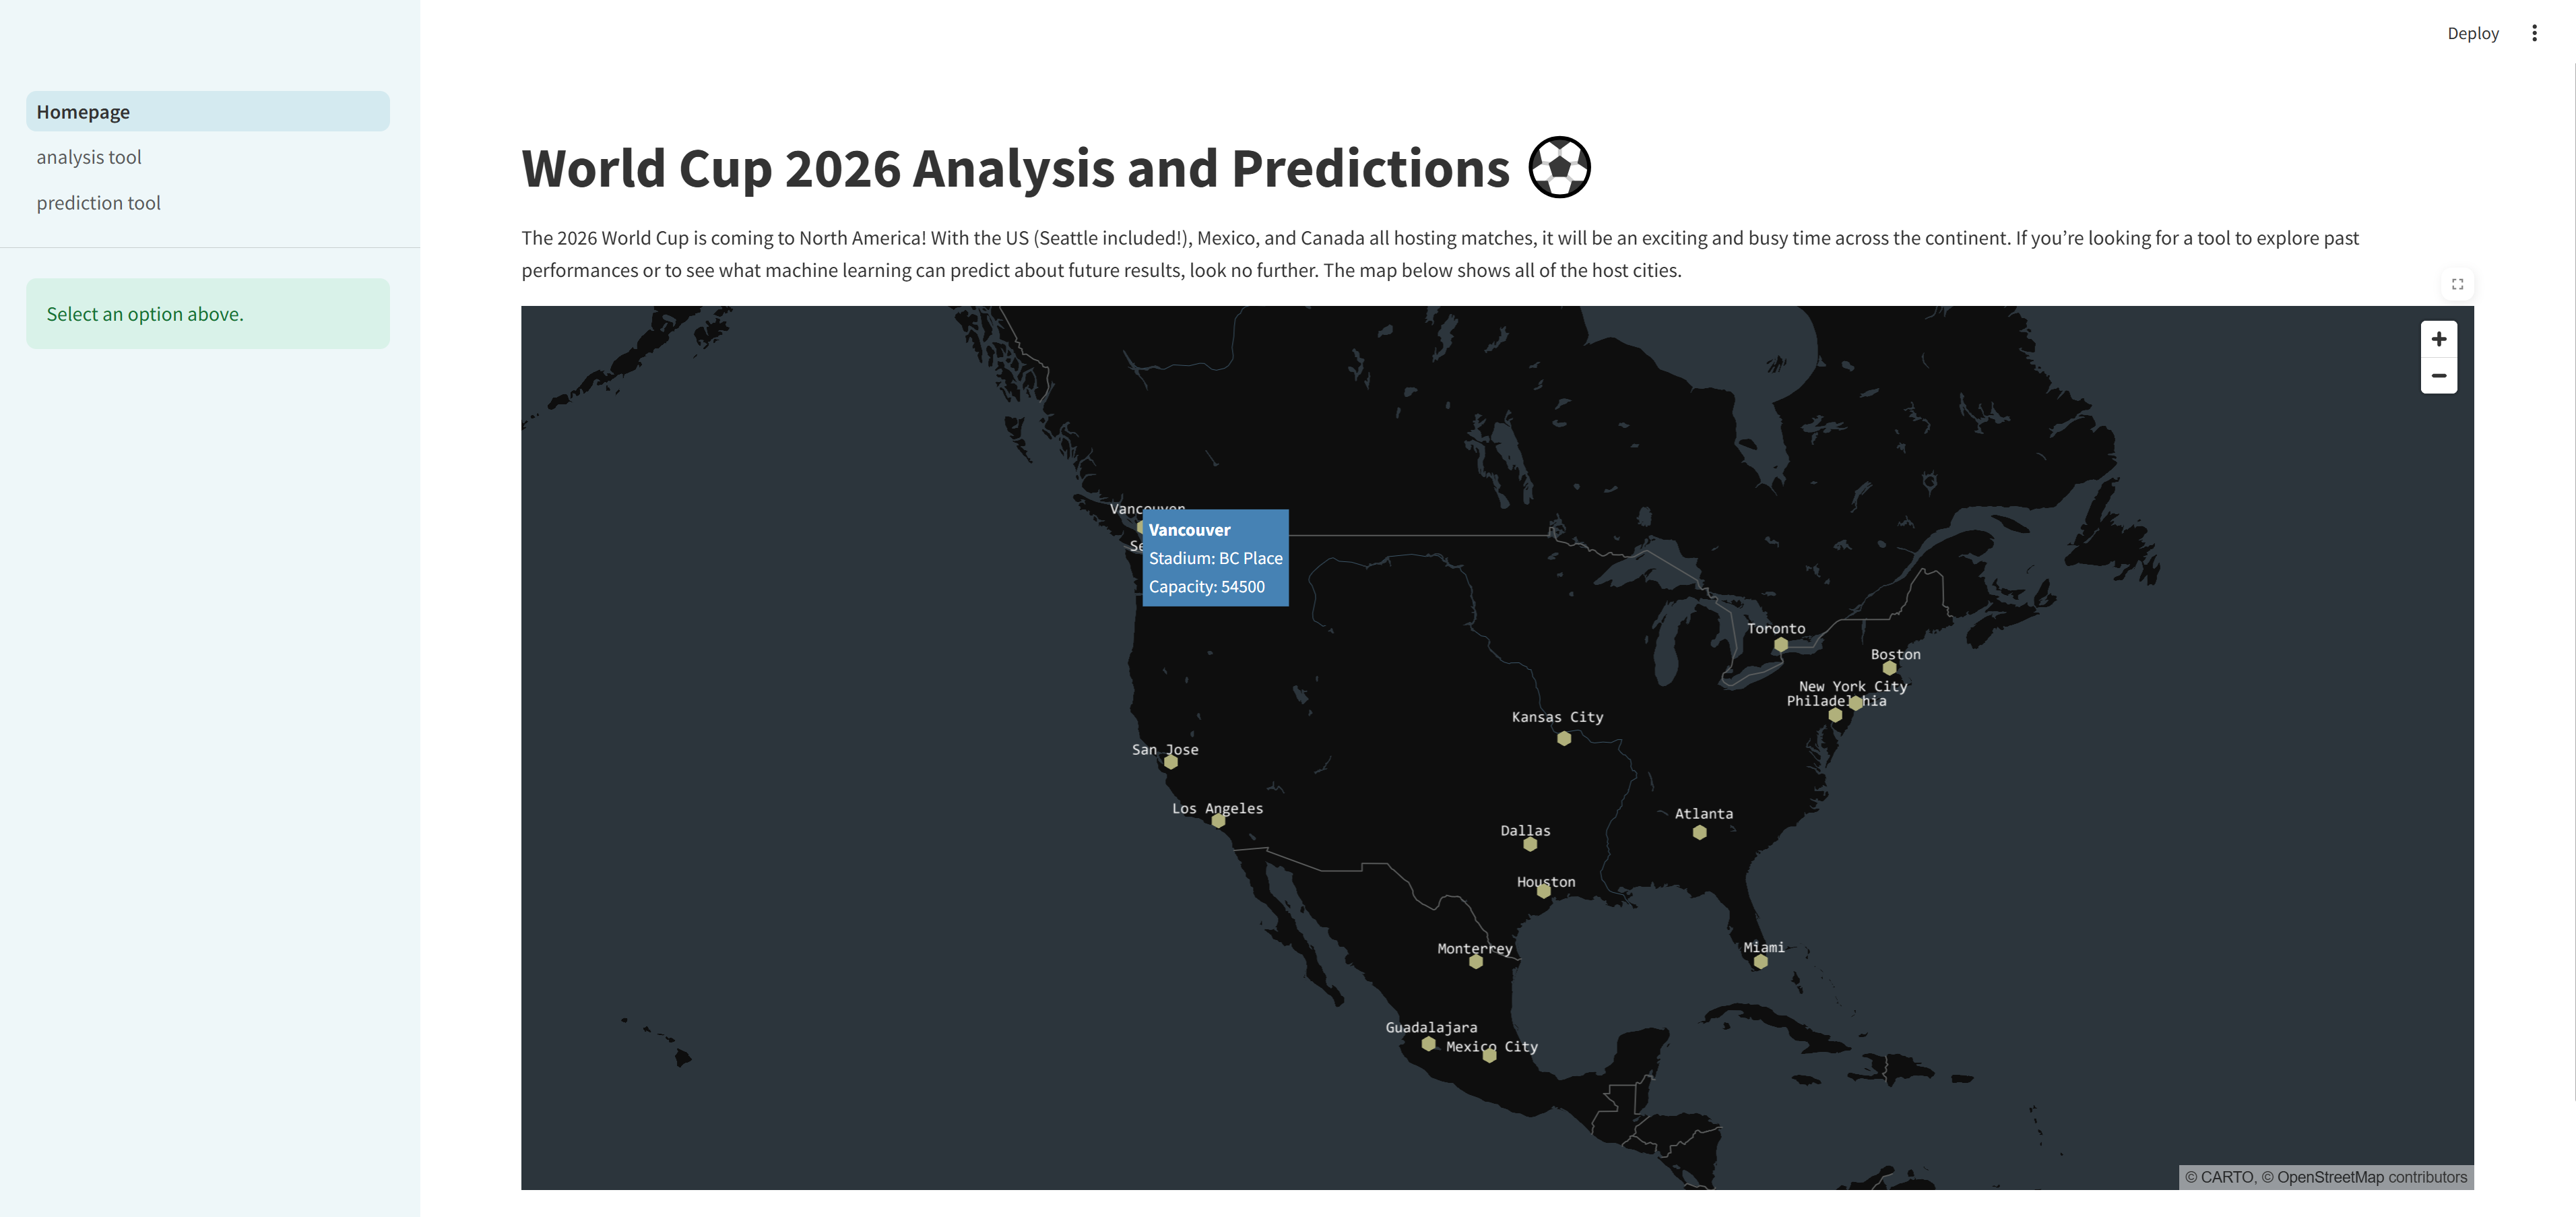 Deploy
Homepage
analysis tool
prediction tool
Select an option above.
World Cup 2026 Analysis and Predictions
The 2026 World Cup is coming to North America! With the US (Seattle included!), Mexico, and Canada all hosting matches, it will be an exciting and busy time across the continent. If you’re looking for a tool to explore past
performances or to see what machine learning can predict about future results, look no further. The map below shows all of the host cities.
Vancouver
Vancouver
Stadium: BC Place
Capacity: 54500
Se
Toronto
Boston
New York City
Philadelphia
Kansas City
San Jose
Los Angeles
Atlanta
Dallas
Houston
Monterrey
Miami
Guadalajara
Mexico City
© CARTO, © OpenStreetMap contributors